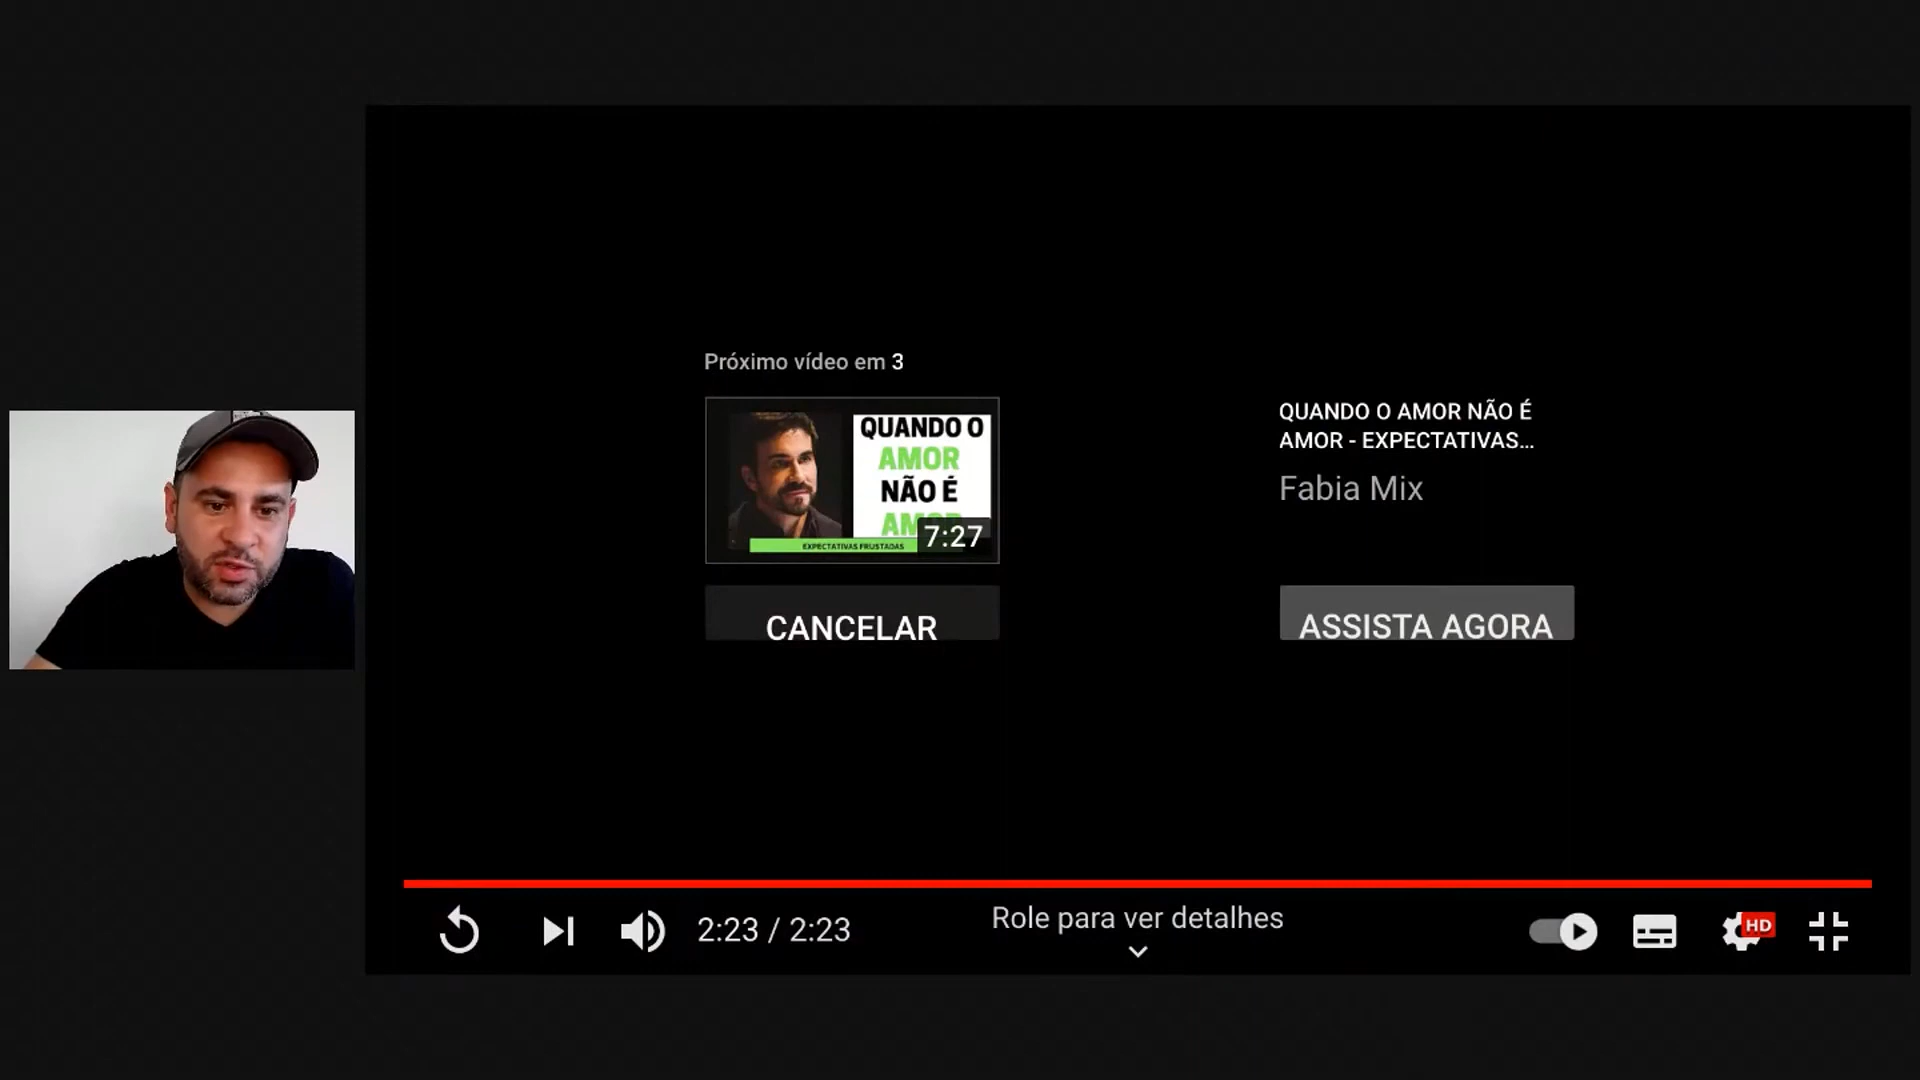 Próximo vídeo em 3
QUANDO O
AMOR
NÃO É
AMOR
EXPECTATIVAS FRUSTADAS
7:27
QUANDO O AMOR NÃO É
AMOR - EXPECTATIVAS...
Fabia Mix
CANCELAR
ASSISTA AGORA
2:23 / 2:23
Role para ver detalhes
HD